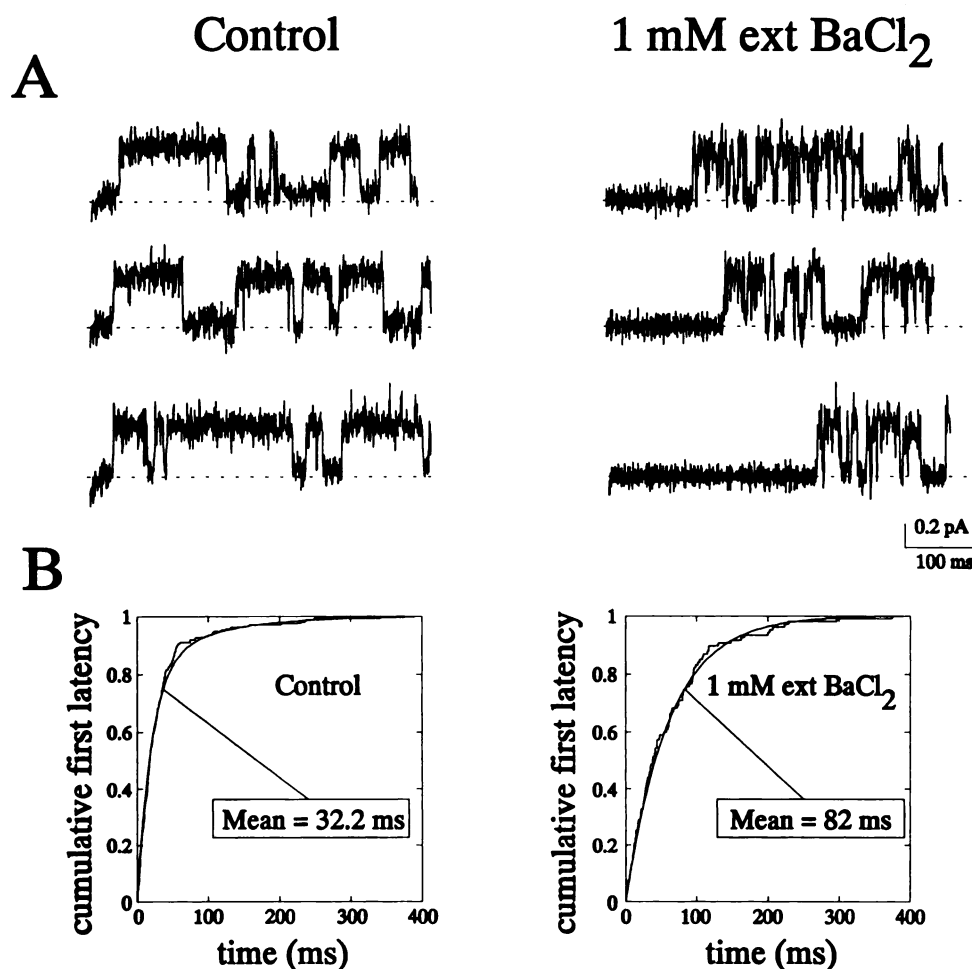 Control
1 mM ext BaCl2
A
0.2 pA
100 ms
B
cumulative first latency
1
0.8
0.6
0.4
0.2
0
0
100
200
300
400
time (ms)
Control
Mean = 32.2 ms
cumulative first latency
1
0.8
0.6
0.4
0.2
0
0
100
200
300
400
time (ms)
1 mM ext BaCl2
Mean = 82 ms